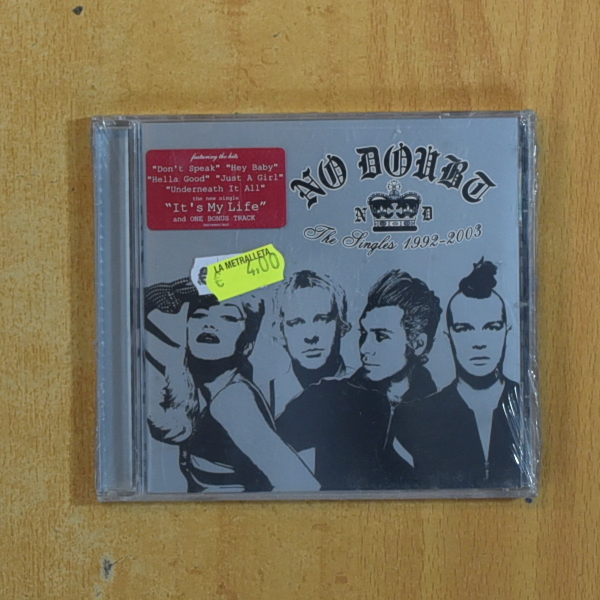 featuring the hits
"Don't Speak" "Hey Baby"
"Hella Good" "Just A Girl"
"Underneath It All"
the new single
"It's My Life"
and ONE BONUS TRACK
NO DOUBT
N D
The Singles 1992-2003
LA METRALLETA
€ 4,00